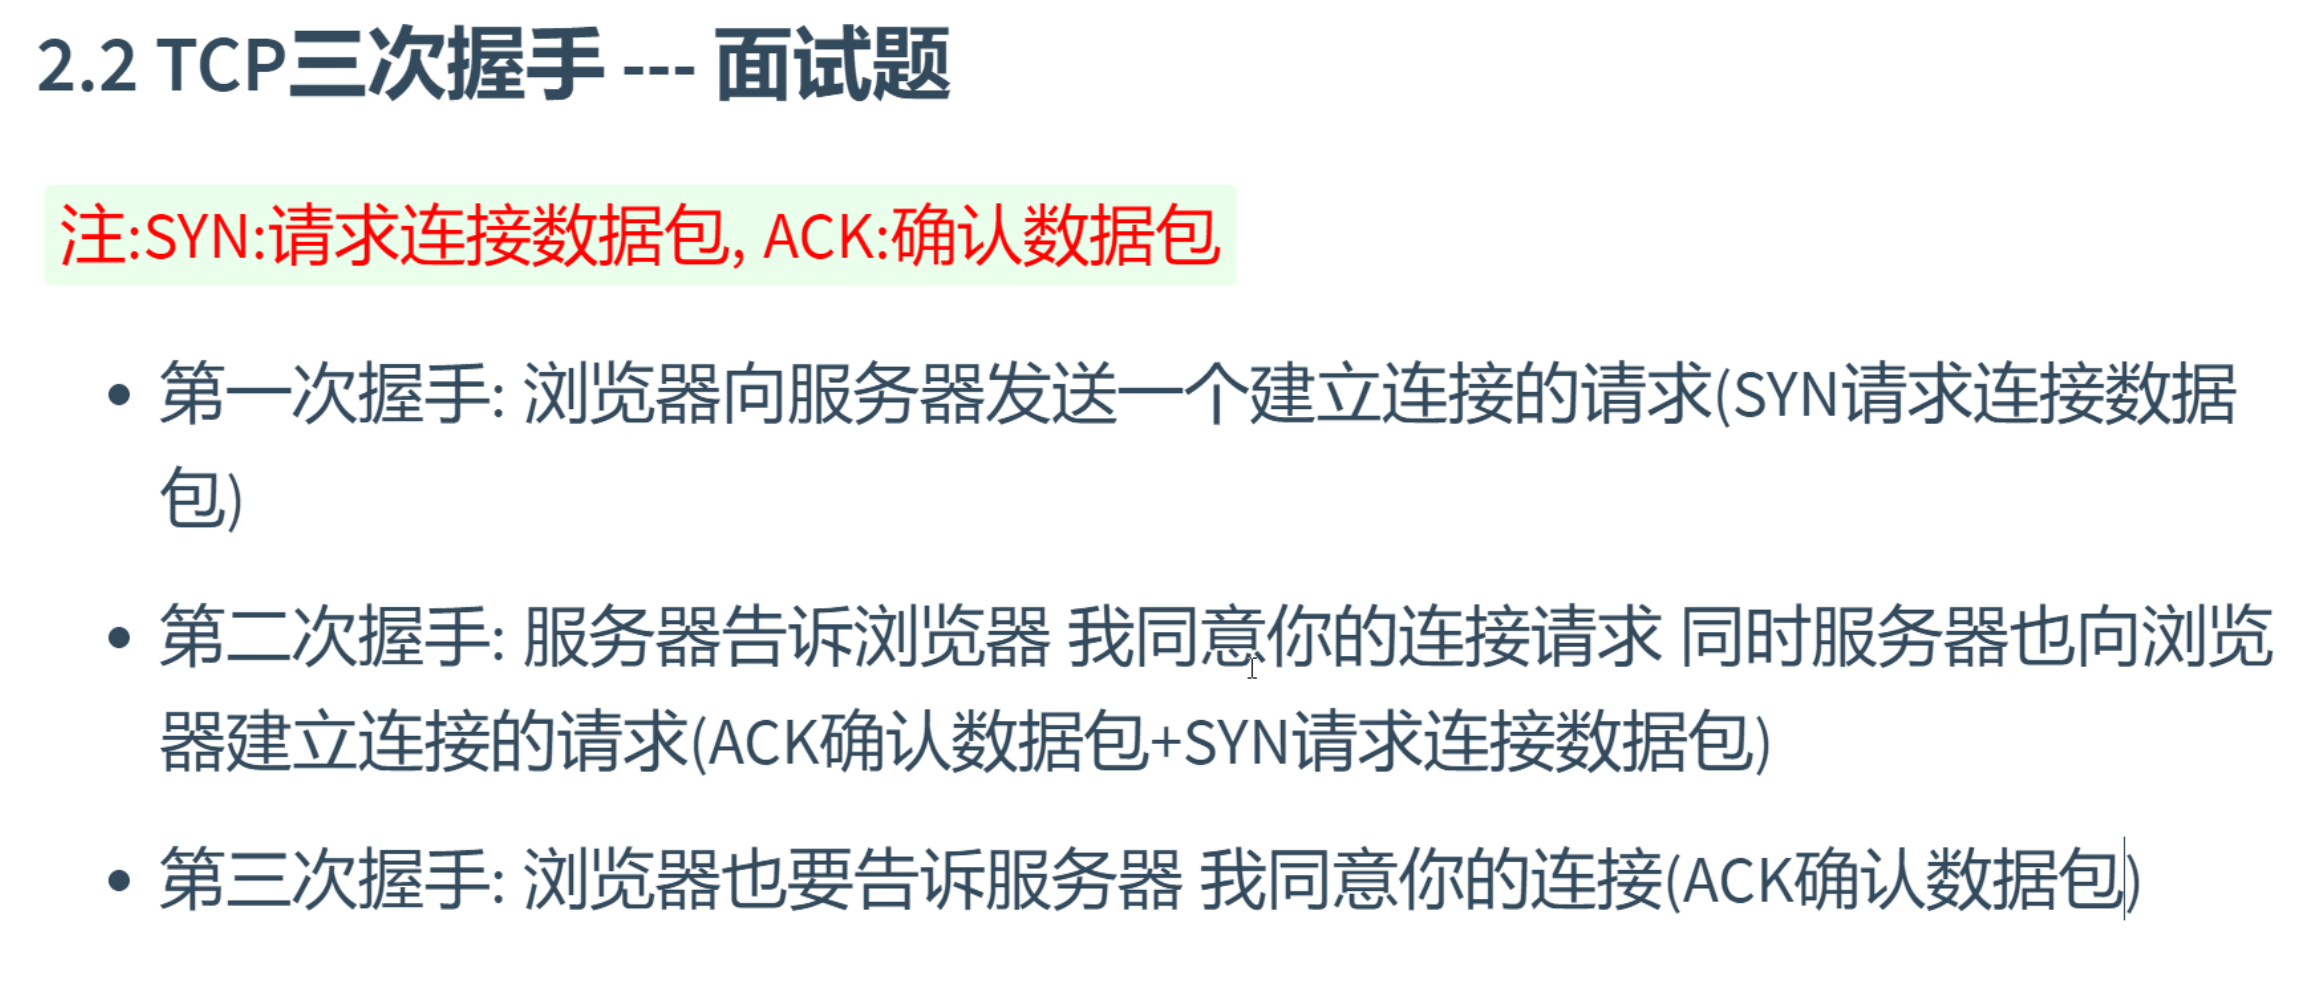 2.2 TCP三次握手 --- 面试题
注:SYN:请求连接数据包, ACK:确认数据包
• 第一次握手: 浏览器向服务器发送一个建立连接的请求(SYN请求连接数据
包)
• 第二次握手: 服务器告诉浏览器 我同意你的连接请求 同时服务器也向浏览
器建立连接的请求(ACK确认数据包+SYN请求连接数据包)
• 第三次握手: 浏览器也要告诉服务器 我同意你的连接(ACK确认数据包)